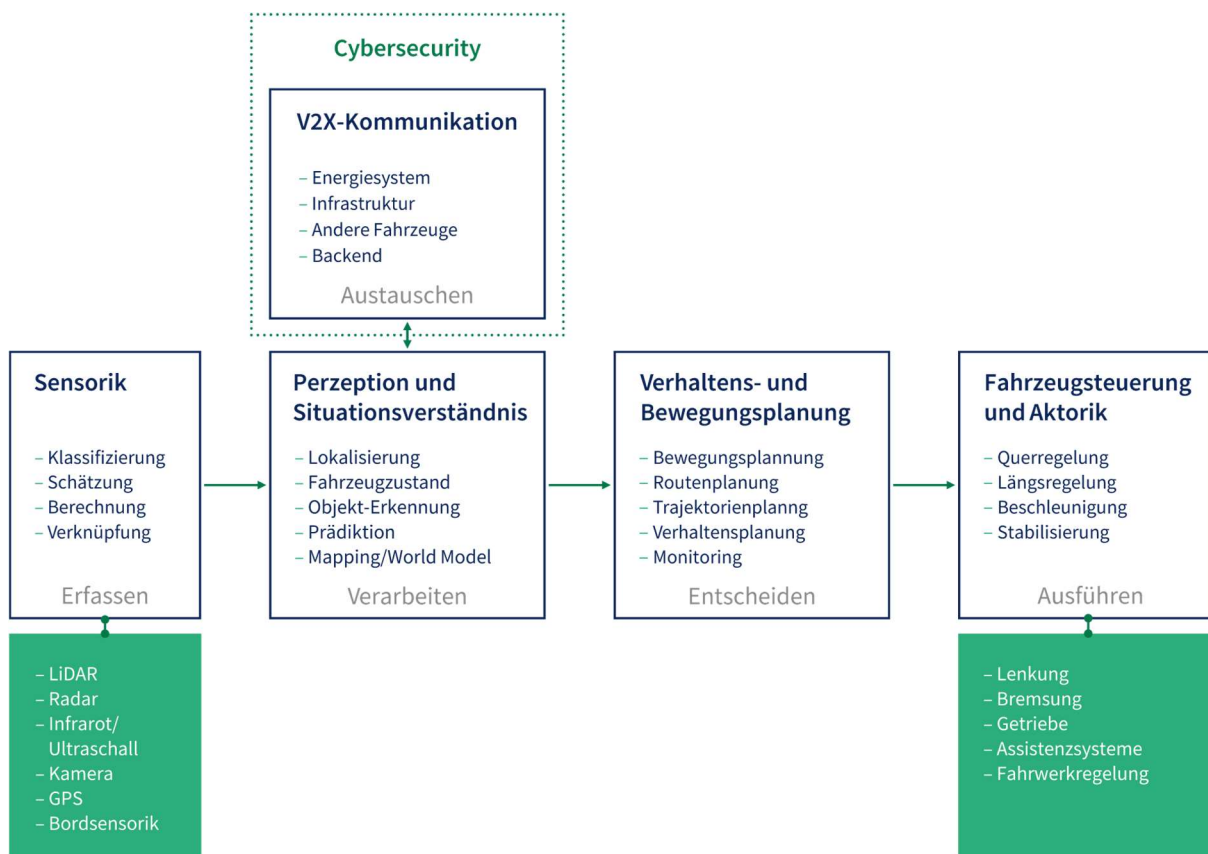 Cybersecurity
V2X-Kommunikation
– Energiesystem
– Infrastruktur
– Andere Fahrzeuge
– Backend
Austauschen
Sensorik
– Klassifizierung
– Schätzung
– Berechnung
– Verknüpfung
Erfassen
– LiDAR
– Radar
– Infrarot/
Ultraschall
– Kamera
– GPS
– Bordsensorik
Perzeption und
Situationsverständnis
– Lokalisierung
– Fahrzeugzustand
– Objekt-Erkennung
– Prädiktion
– Mapping/World Model
Verarbeiten
Verhaltens- und
Bewegungsplanung
– Bewegungsplannung
– Routenplanung
– Trajektorienplanng
– Verhaltensplanung
– Monitoring
Entscheiden
Fahrzeugsteuerung
und Aktorik
– Querregelung
– Längsregelung
– Beschleunigung
– Stabilisierung
Ausführen
– Lenkung
– Bremsung
– Getriebe
– Assistenzsysteme
– Fahrwerkregelung